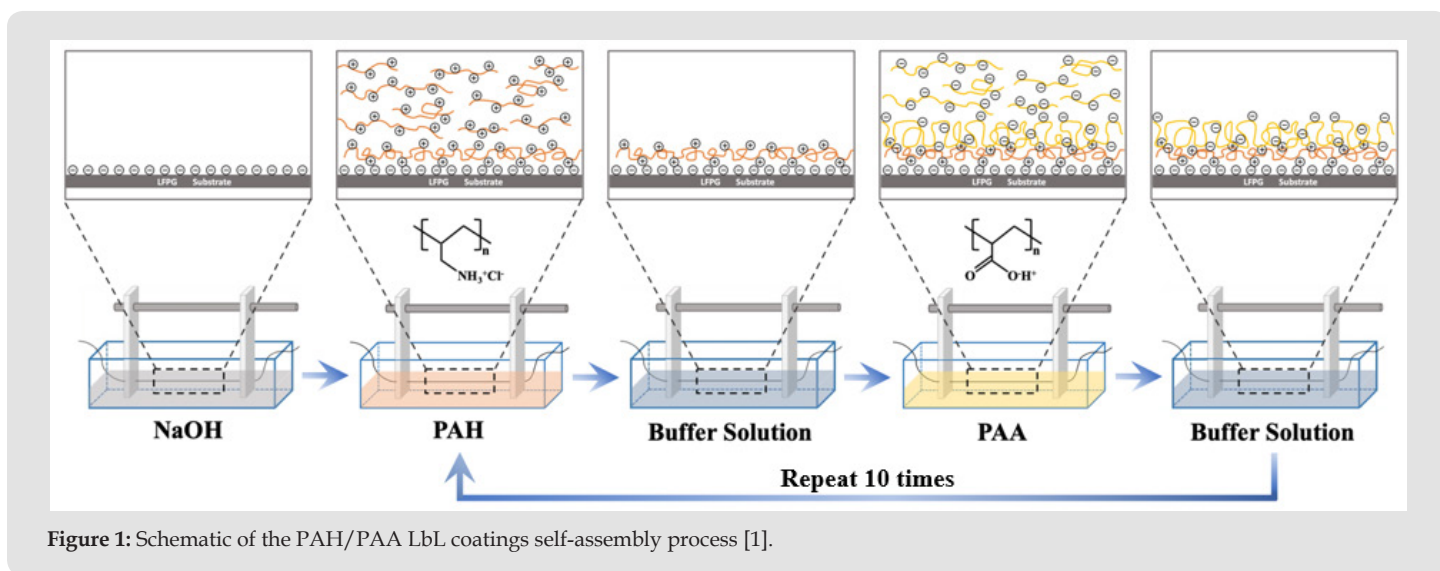 LFPG Substrate
LFPG Substrate
LFPG Substrate
LFPG Substrate
LFPG Substrate
n
NH₃⁺Cl⁻
n
O
O⁻H⁺
NaOH
PAH
Buffer Solution
PAA
Buffer Solution
Repeat 10 times
Figure 1: Schematic of the PAH/PAA LbL coatings self-assembly process [1].